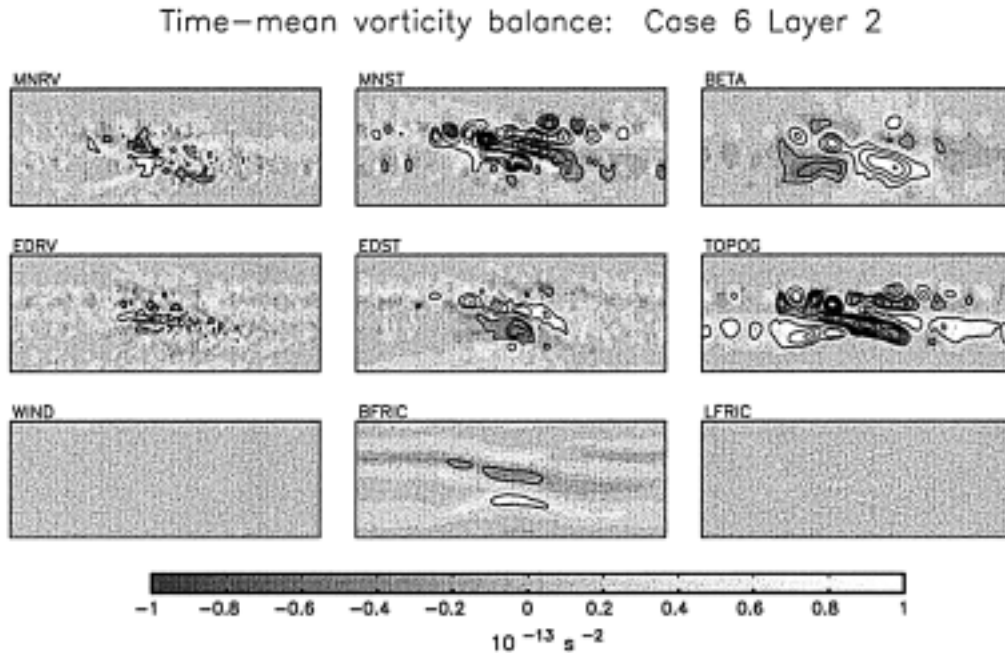 Time-mean vorticity balance: Case 6 Layer 2
MNRV MNST BETA
EDRV EDST TOPOG
WIND BFRIC LFRIC
-1 -0.8 -0.6 -0.4 -0.2 0 0.2 0.4 0.6 0.8 1
10 -13 s -2